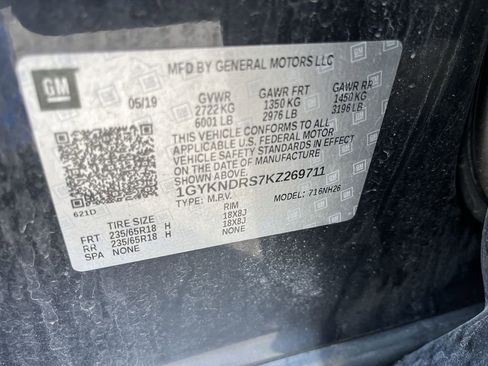 GM
MFD BY GENERAL MOTORS LLC
05/19 GVWR GAWR FRT GAWR RR
2722 KG 1350 KG 1450 KG
6001 LB 2976 LB 3196 LB
THIS VEHICLE CONFORMS TO ALL APPLICABLE
U.S. FEDERAL MOTOR VEHICLE SAFETY
THEFT PREVENTION STANDARDS
IN EFFECT ON THE DATE OF MANUFACTURE
SHOWN ABOVE.
1GYKNDRS7KZ269711
TYPE: M.P.V. MODEL: 716NH26
621D
TIRE SIZE RIM
FRT 235/65R18 H 18X8J
RR 235/65R18 H 18X8J
SPA NONE NONE